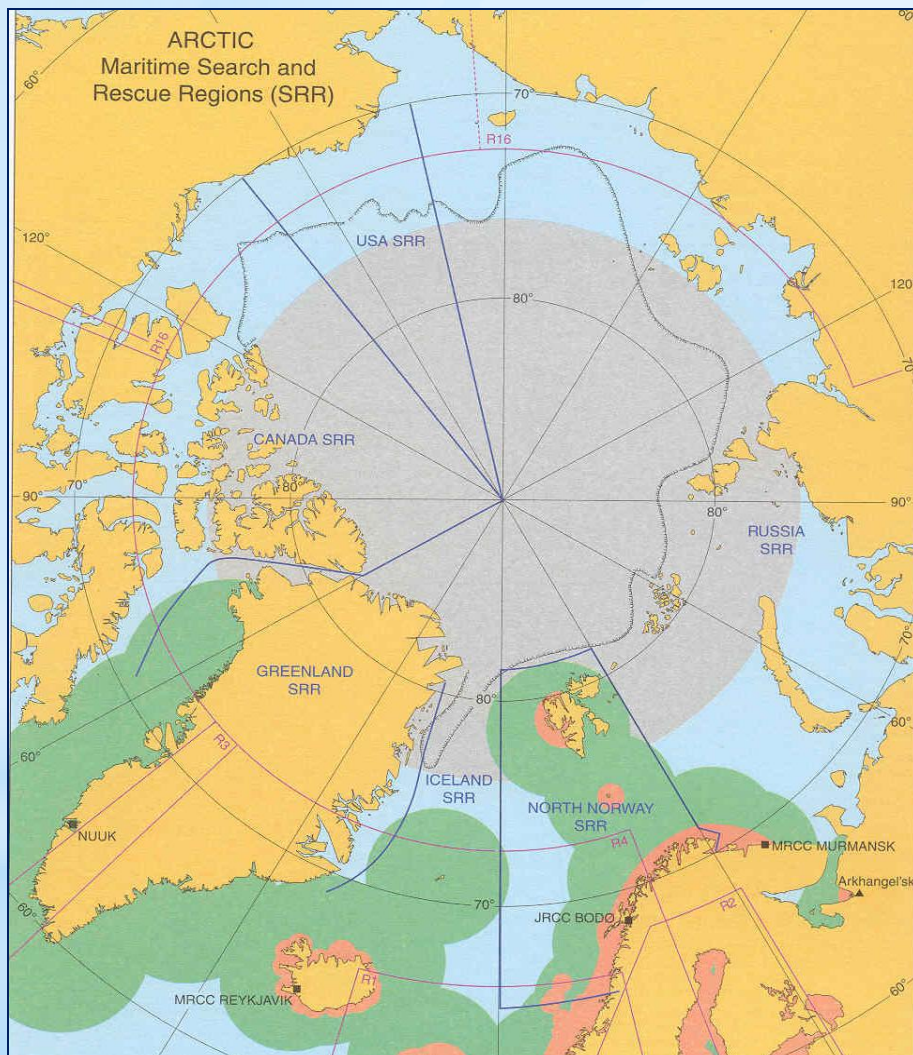 ARCTIC
Maritime Search and
Rescue Regions (SRR)
60°
60
70°
R16
120°
USA SRR
80°
120
70°
R16
CANADA SRR
90°
70°
80°
80°
90°
RUSSIA
SRR
GREENLAND
SRR
70°
80°
60°
R3
ICELAND
SRR
NORTH NORWAY
SRR
NUUK
R4
MRCC MURMANSK
Arkhangel'sk
60°
70°
JRCC BODO
R2
MRCC REYKJAVIK
R1
60°